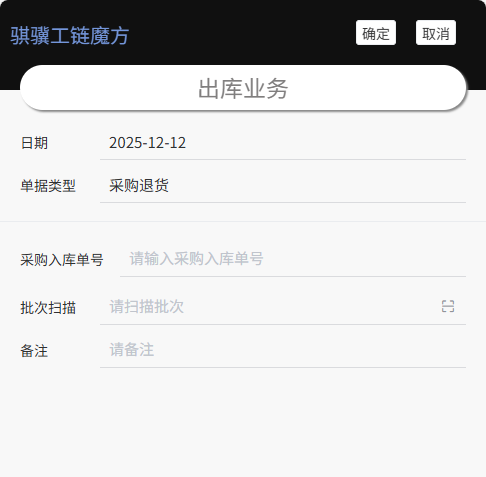 骐骥工链魔方
确定
取消
出库业务
日期
2025-12-12
单据类型
采购退货
采购入库单号
请输入采购入库单号
批次扫描
请扫描批次
备注
请备注